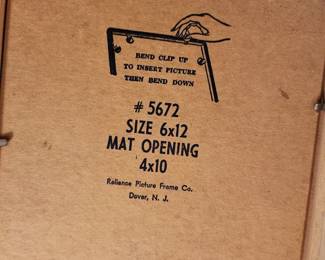 BEND CLIP UP
TO INSERT PICTURE
THEN BEND DOWN
# 5672
SIZE 6x12
MAT OPENING
4x10
Reliance Picture Frame Co.
Dover, N. J.